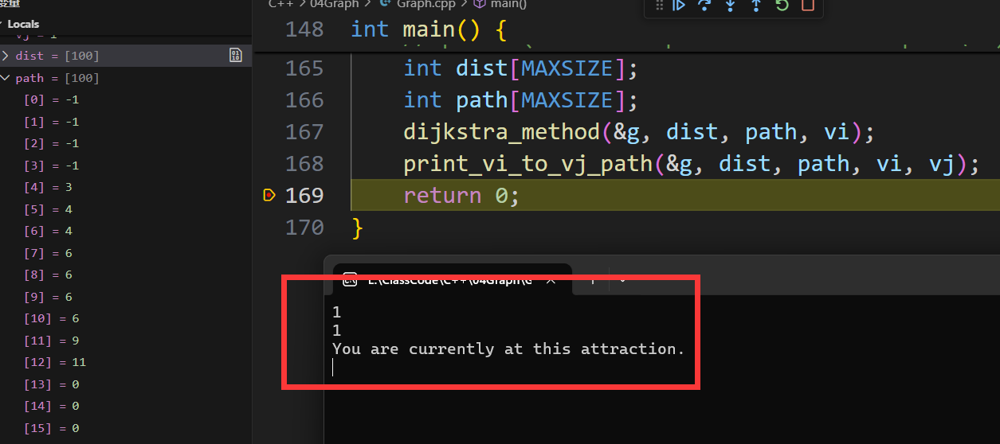 变量
Locals
vj = 1
dist = [100]
path = [100]
[0] = -1
[1] = -1
[2] = -1
[3] = -1
[4] = 3
[5] = 4
[6] = 4
[7] = 6
[8] = 6
[9] = 6
[10] = 6
[11] = 9
[12] = 11
[13] = 0
[14] = 0
[15] = 0
C++ > 04Graph > Graph.cpp > main()
148 int main() {
165 int dist[MAXSIZE];
166 int path[MAXSIZE];
167 dijkstra_method(&g, dist, path, vi);
168 print_vi_to_vj_path(&g, dist, path, vi, vj);
169 return 0;
170 }
E:\ClassCode\C++\04Graph\G
1
1
You are currently at this attraction.